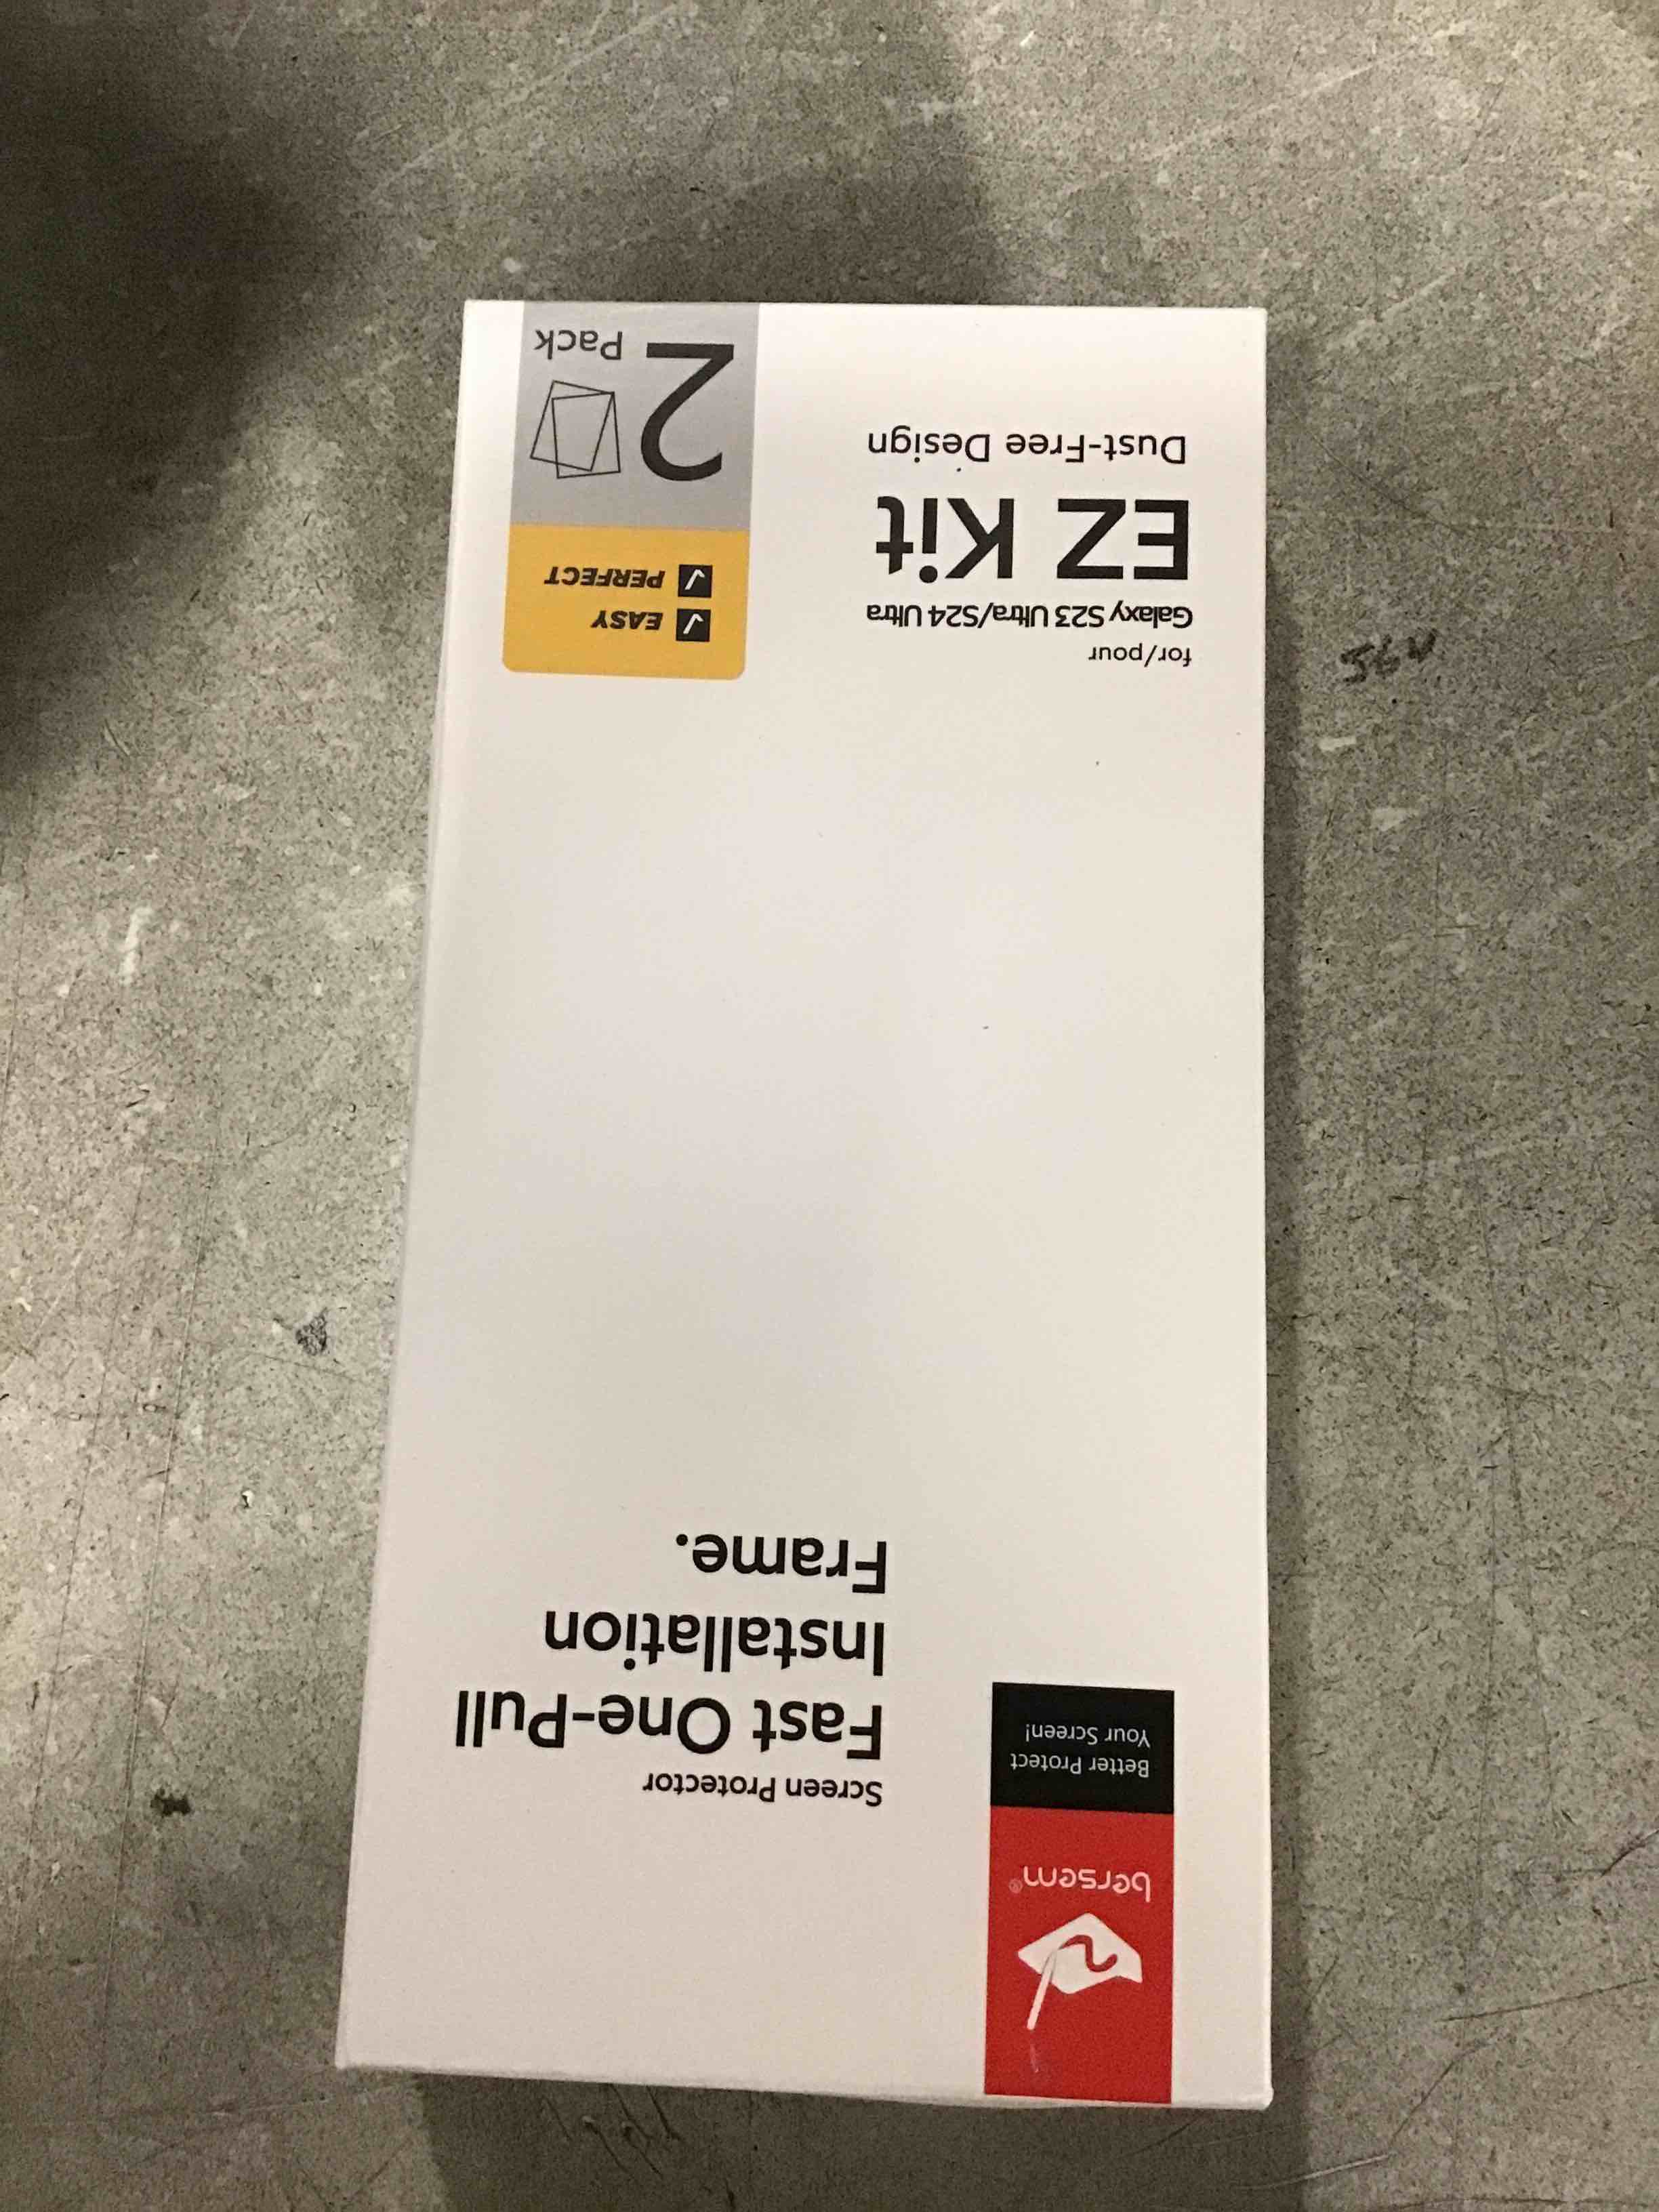 bersem®
Better Protect
Your Screen!
Screen Protector
Fast One-Pull
Installation
Frame.
for/pour
Galaxy S23 Ultra/S24 Ultra
EZ Kit
Dust-Free Design
EASY
PERFECT
2
Pack